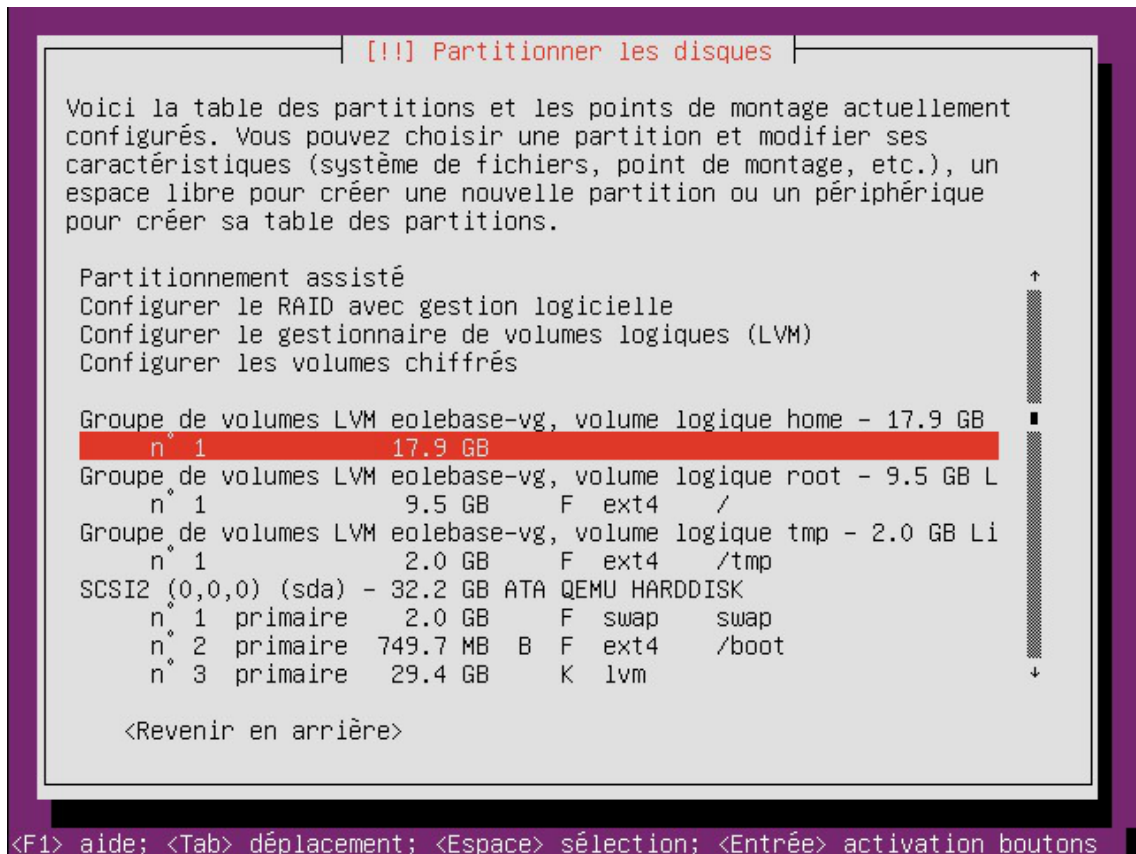 [!!] Partitionner les disques
Voici la table des partitions et les points de montage actuellement
configurés. Vous pouvez choisir une partition et modifier ses
caractéristiques (système de fichiers, point de montage, etc.), un
espace libre pour créer une nouvelle partition ou un périphérique
pour créer sa table des partitions.
Partitionnement assisté
Configurer le RAID avec gestion logicielle
Configurer le gestionnaire de volumes logiques (LVM)
Configurer les volumes chiffrés
Groupe de volumes LVM eolebase-vg, volume logique home - 17.9 GB
n° 1 17.9 GB
Groupe de volumes LVM eolebase-vg, volume logique root - 9.5 GB L
n° 1 9.5 GB F ext4 /
Groupe de volumes LVM eolebase-vg, volume logique tmp - 2.0 GB Li
n° 1 2.0 GB F ext4 /tmp
SCSI2 (0,0,0) (sda) - 32.2 GB ATA QEMU HARDDISK
n° 1 primaire 2.0 GB F swap swap
n° 2 primaire 749.7 MB B F ext4 /boot
n° 3 primaire 29.4 GB K lvm
<Revenir en arrière>
<F1> aide; <Tab> déplacement; <Espace> sélection; <Entrée> activation boutons